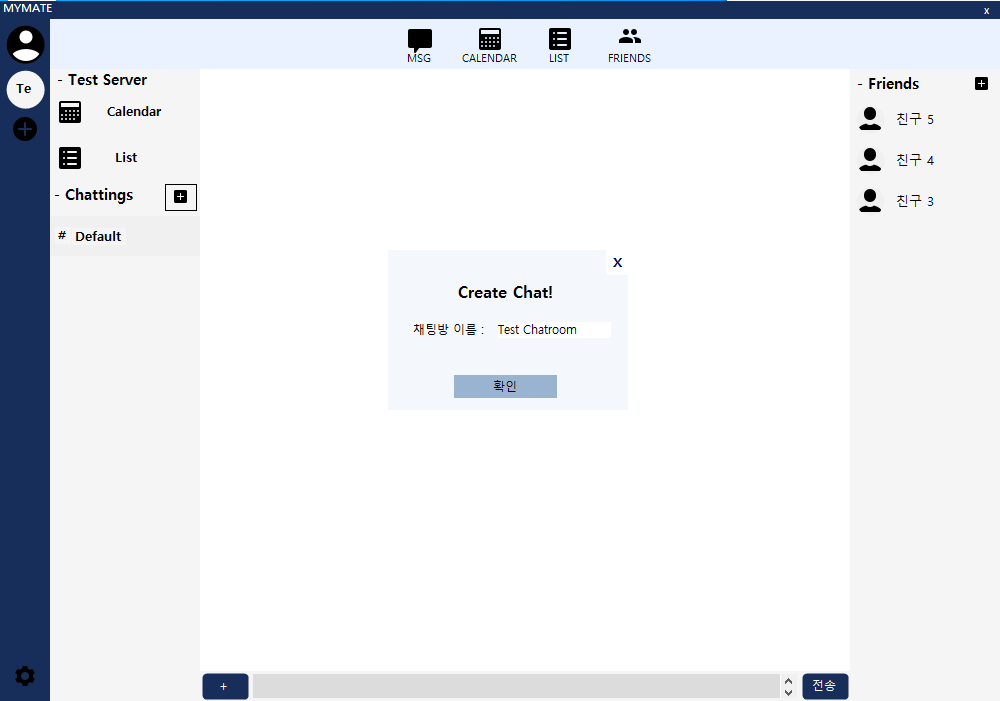 MYMATE
x
MSG
CALENDAR
LIST
FRIENDS
Te
- Test Server
Calendar
List
- Chattings
# Default
X
Create Chat!
채팅방 이름 : Test Chatroom
확인
- Friends
친구 5
친구 4
친구 3
+
전송